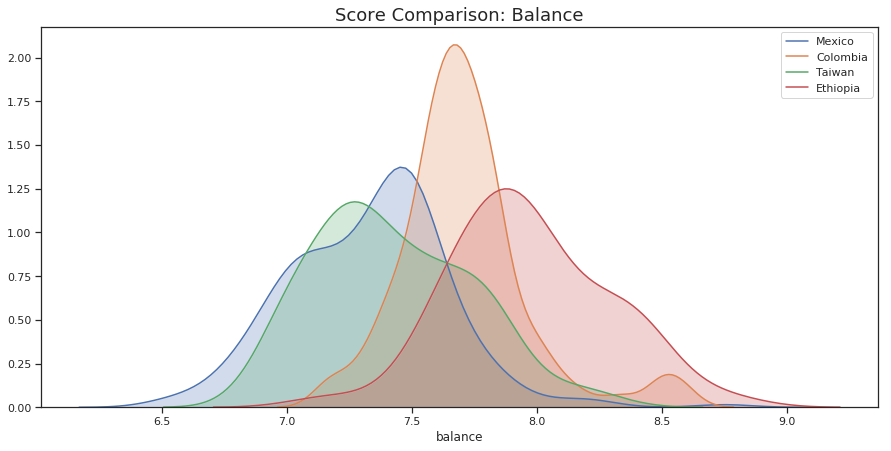 Score Comparison: Balance
Mexico
Colombia
Taiwan
Ethiopia
2.00
1.75
1.50
1.25
1.00
0.75
0.50
0.25
0.00
6.5 7.0 7.5 8.0 8.5 9.0
balance